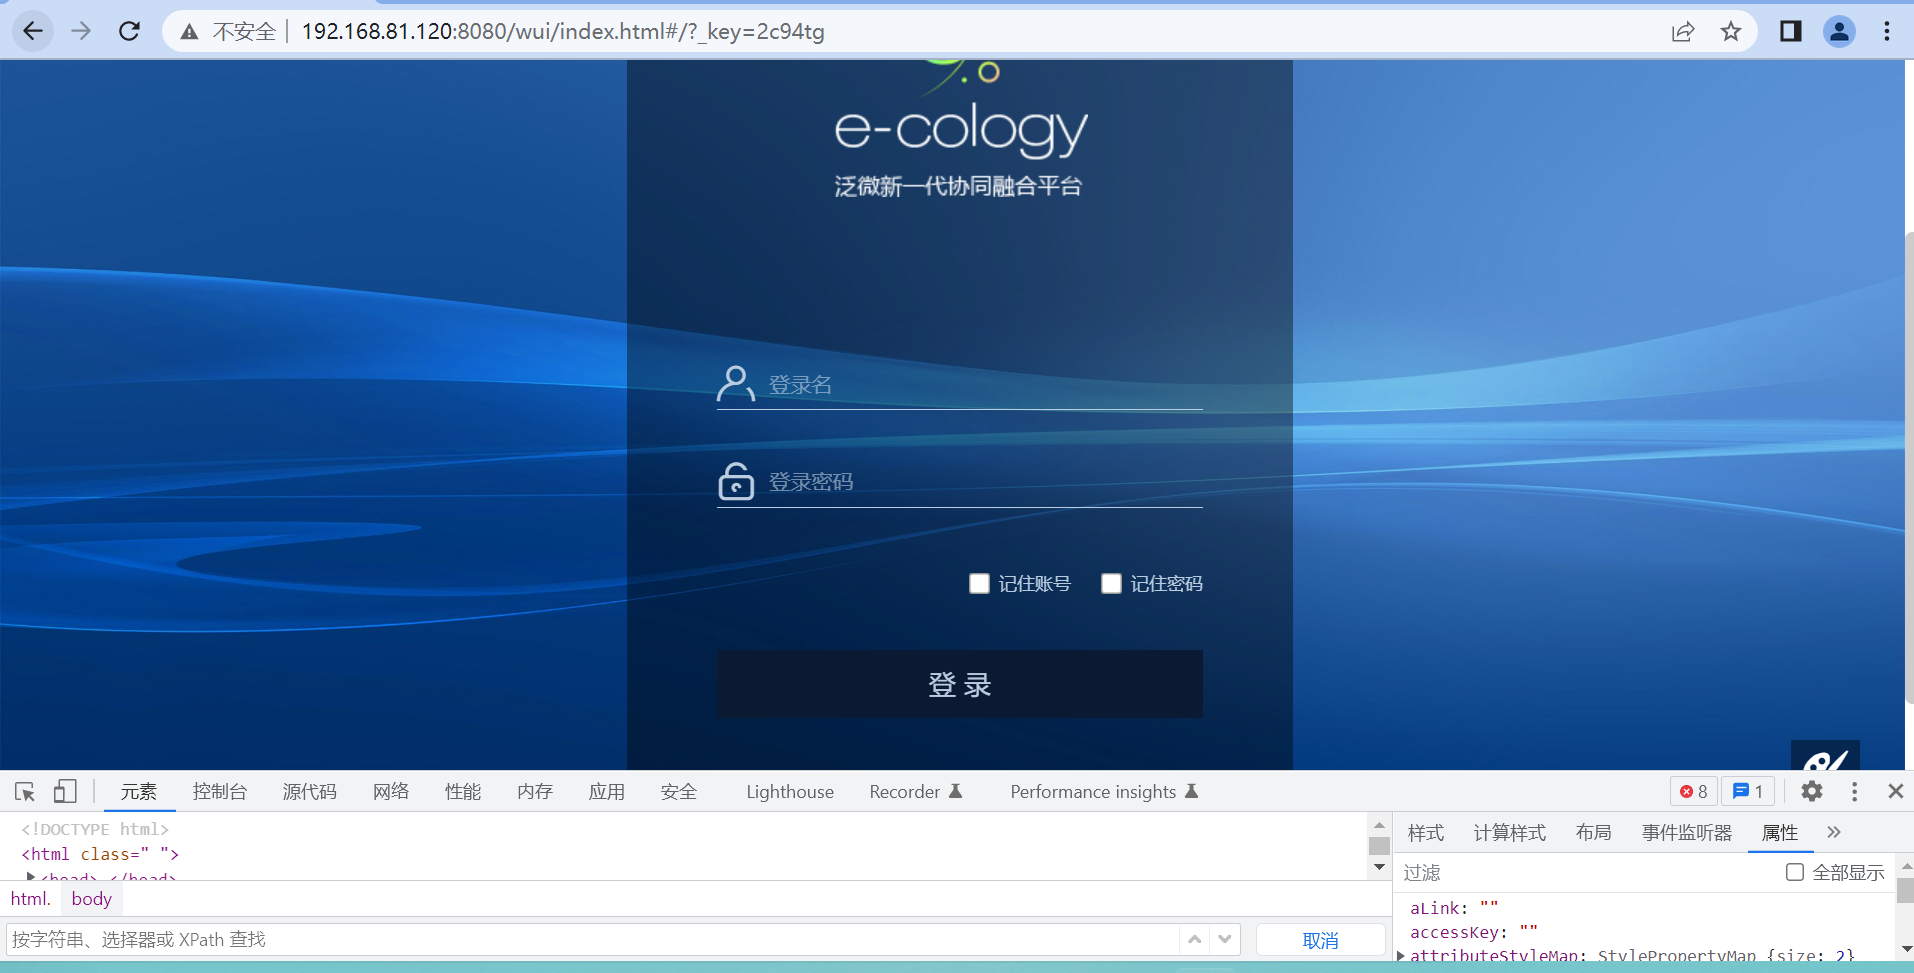 不安全 192.168.81.120:8080/wui/index.html#/?_key=2c94tg
e-cology
泛微新一代协同融合平台
登录名
登录密码
记住账号 记住密码
登 录
元素 控制台 源代码 网络 性能 内存 应用 安全 Lighthouse Recorder Performance insights 8 1
<!DOCTYPE html>
<html class=" ">
<head> </head>
html. body
按字符串、选择器或 XPath 查找 取消
样式 计算样式 布局 事件监听器 属性
过滤 全部显示
aLink: ""
accessKey: ""
attributeStyleMap: StylePropertyMap {size: 2}